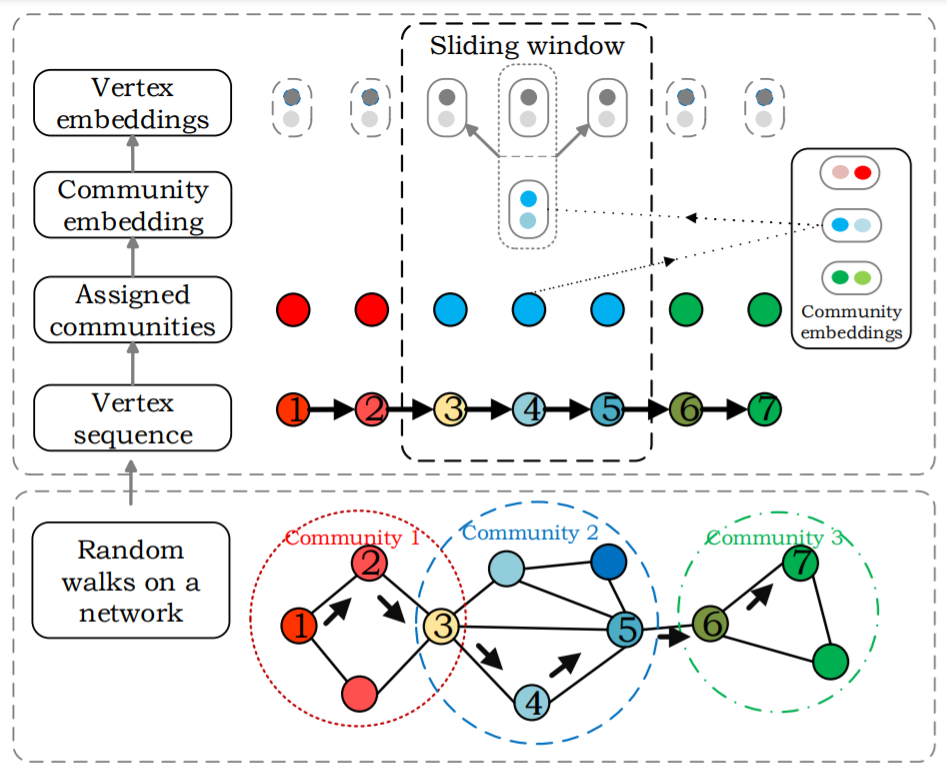 Sliding window
Vertex
embeddings
Community
embedding
Assigned
communities
Community
embeddings
Vertex
sequence
1
2
3
4
5
6
7
Random
walks on a
network
Community 1
Community 2
Community 3
2
7
1
3
5
6
4